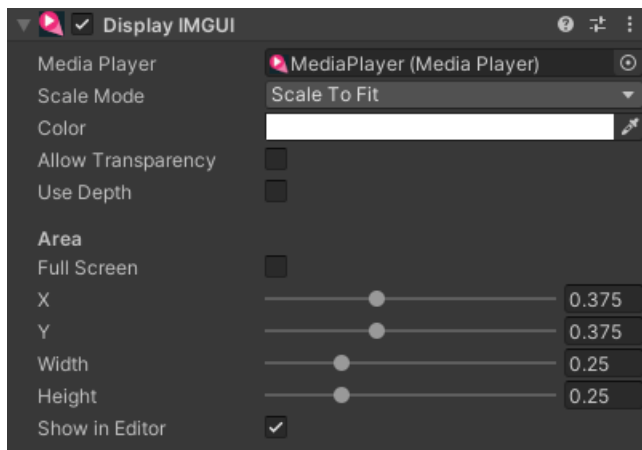 Display IMGUI
Media Player MediaPlayer (Media Player)
Scale Mode Scale To Fit
Color
Allow Transparency
Use Depth
Area
Full Screen
X 0.375
Y 0.375
Width 0.25
Height 0.25
Show in Editor